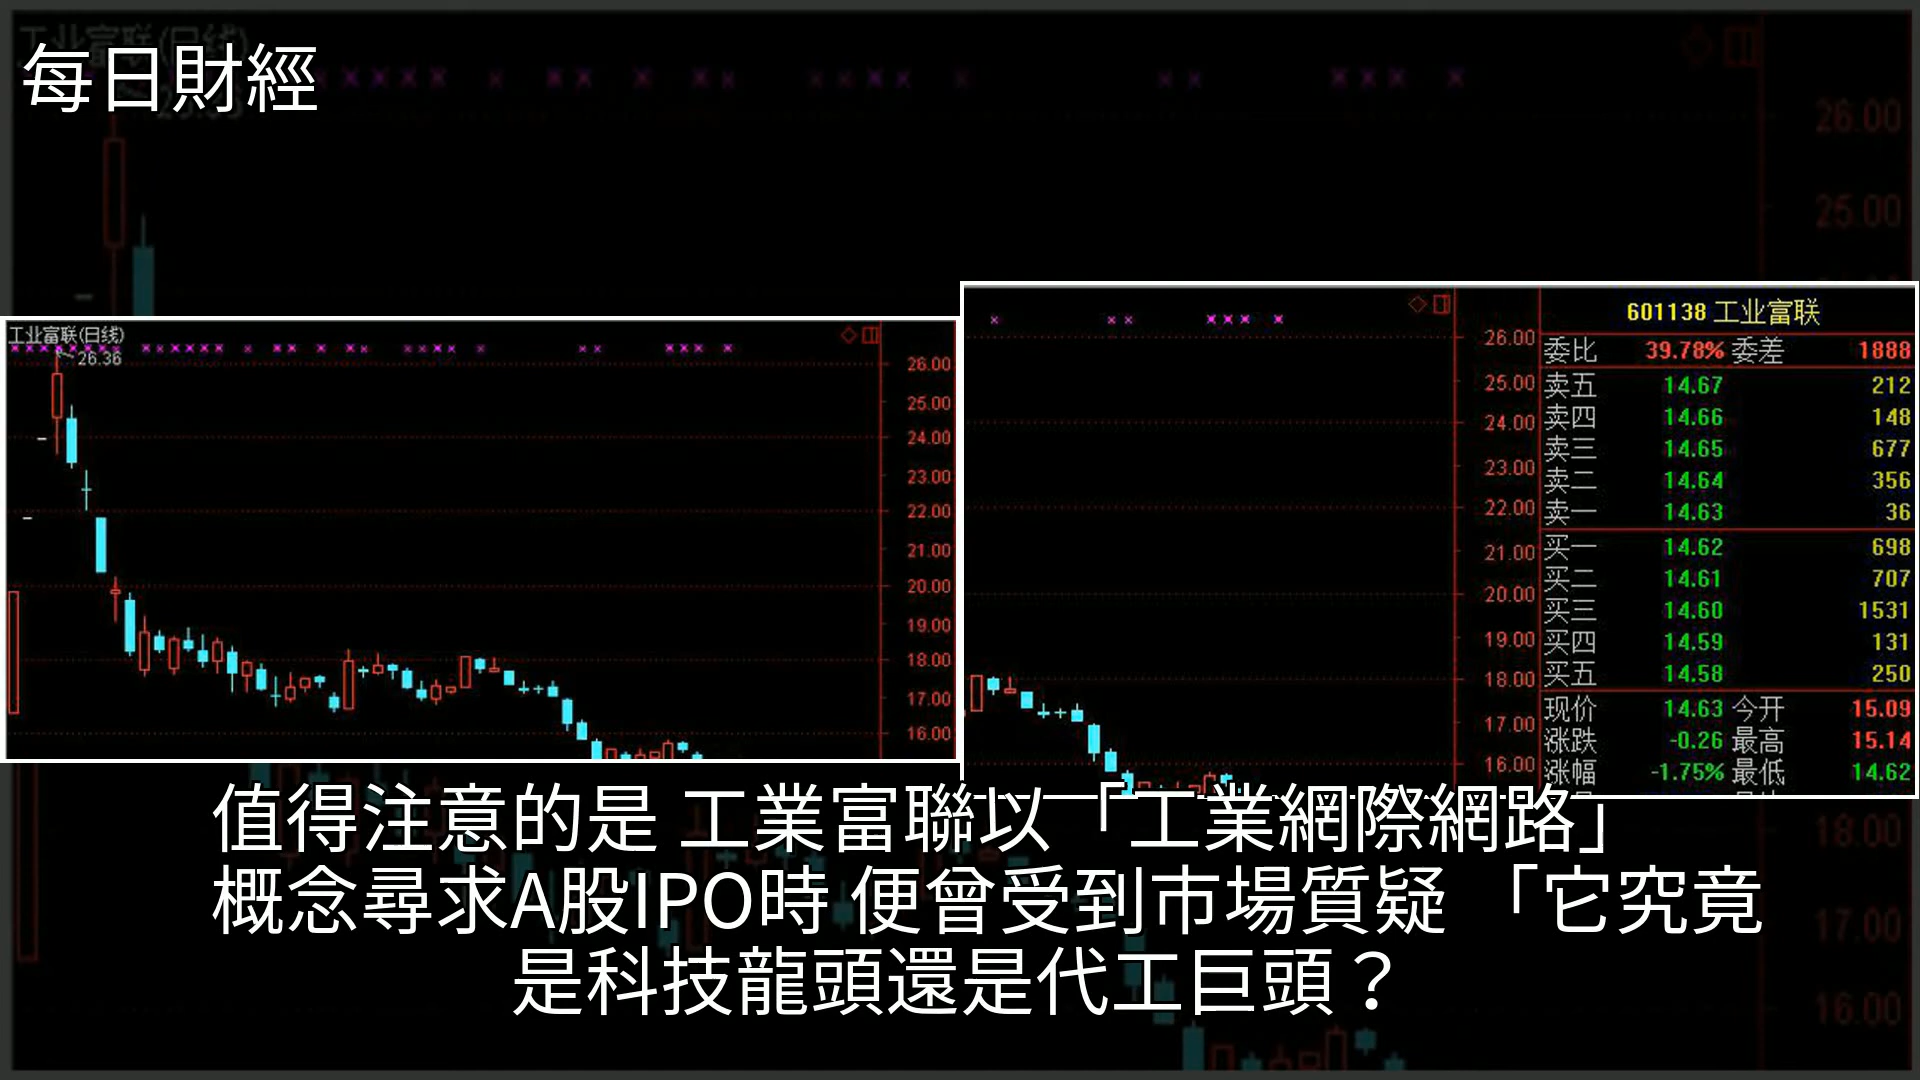 每日財經
工业富联(日线)
26.36
26.00
25.00
24.00
23.00
22.00
21.00
20.00
19.00
18.00
17.00
16.00
26.00
25.00
24.00
23.00
22.00
21.00
20.00
19.00
18.00
17.00
16.00
601138 工业富联
委比 39.78% 委差 1888
卖五 14.67 212
卖四 14.66 148
卖三 14.65 677
卖二 14.64 356
卖一 14.63 36
买一 14.62 698
买二 14.61 707
买三 14.60 1531
买四 14.59 131
买五 14.58 250
现价 14.63 今开 15.09
涨跌 -0.26 最高 15.14
涨幅 -1.75% 最低 14.62
26.00
25.00
18.00
17.00
16.00
值得注意的是 工業富聯以「工業網際網路」
概念尋求A股IPO時 便曾受到市場質疑 「它究竟
是科技龍頭還是代工巨頭？